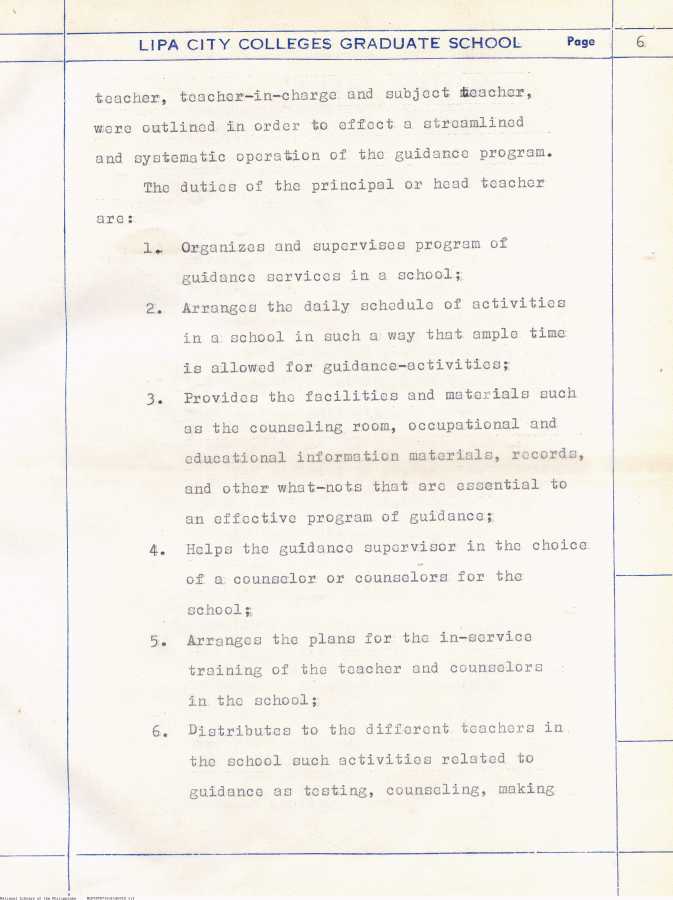 LIPA CITY COLLEGES GRADUATE SCHOOL Page 6
teacher, teacher-in-charge and subject teacher,
were outlined in order to effect a streamlined
and systematic operation of the guidance program.
The duties of the principal or head teacher
are:
1. Organizes and supervises program of
guidance services in a school;
2. Arranges the daily schedule of activities
in a school in such a way that ample time
is allowed for guidance-activities;
3. Provides the facilities and materials such
as the counseling room, occupational and
educational information materials, records,
and other what-nots that are essential to
an effective program of guidance;
4. Helps the guidance supervisor in the choice
of a counselor or counselors for the
school;
5. Arranges the plans for the in-service
training of the teacher and counselors
in the school;
6. Distributes to the different teachers in
the school such activities related to
guidance as testing, counseling, making
National Library of the Philippines